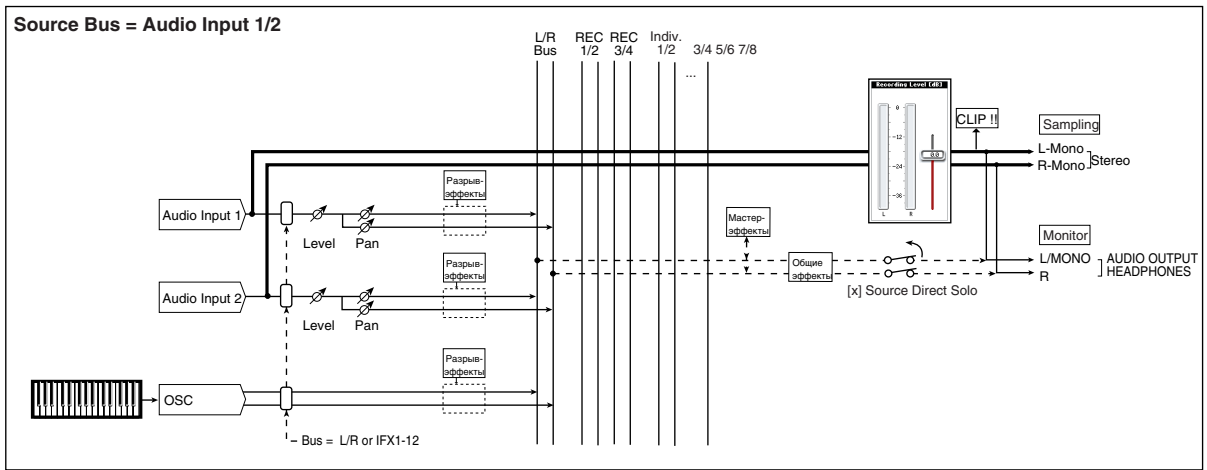 Source Bus = Audio Input 1/2
L/R
Bus
REC
1/2
REC
3/4
Indiv.
1/2
3/4 5/6 7/8
...
Recording Level [dB]
0
-12
-24
-36
L R
0.0
CLIP !!
Sampling
L-Mono
R-Mono
Stereo
Разрыв-
эффекты
Audio Input 1
Level
Pan
Мастер-
эффекты
Общие
эффекты
Monitor
L/MONO
R
AUDIO OUTPUT
HEADPHONES
[x] Source Direct Solo
Разрыв-
эффекты
Audio Input 2
Level
Pan
Разрыв-
эффекты
OSC
Bus = L/R or IFX1-12